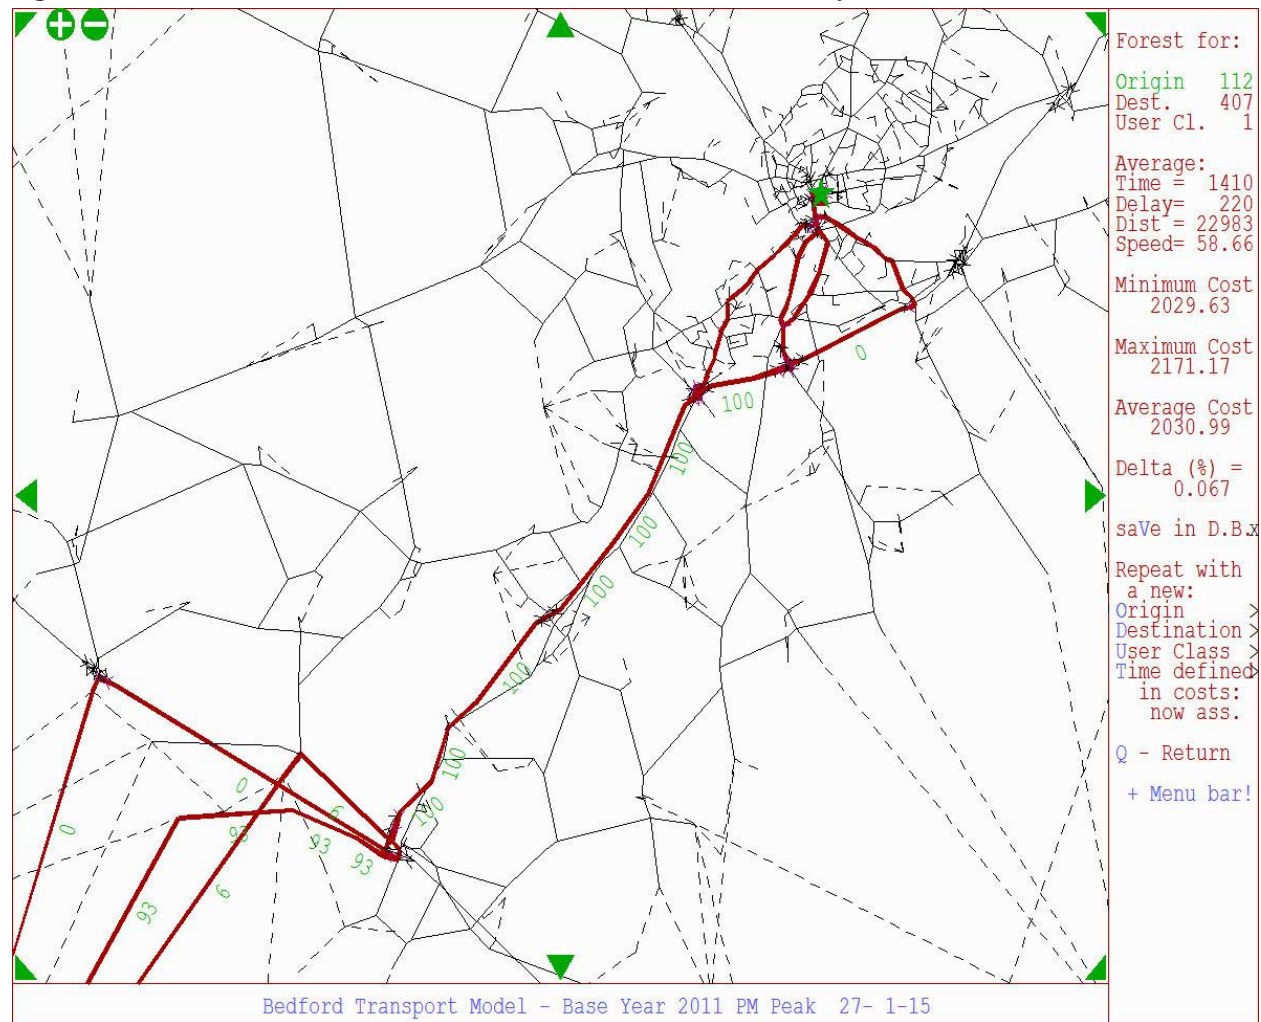 Forest for:
Origin 112
Dest. 407
User Cl. 1
Average:
Time = 1410
Delay= 220
Dist = 22983
Speed= 58.66
Minimum Cost
2029.63
Maximum Cost
2171.17
Average Cost
2030.99
Delta (%) =
0.067
saVe in D.B.x
Repeat with
a new:
Origin >
Destination >
User Class >
Time defined>
in costs:
now ass.
Q - Return
+ Menu bar!
0
100
100
100
100
100
100
100
0
6
0
93
93
93
6
93
Bedford Transport Model - Base Year 2011 PM Peak 27- 1-15